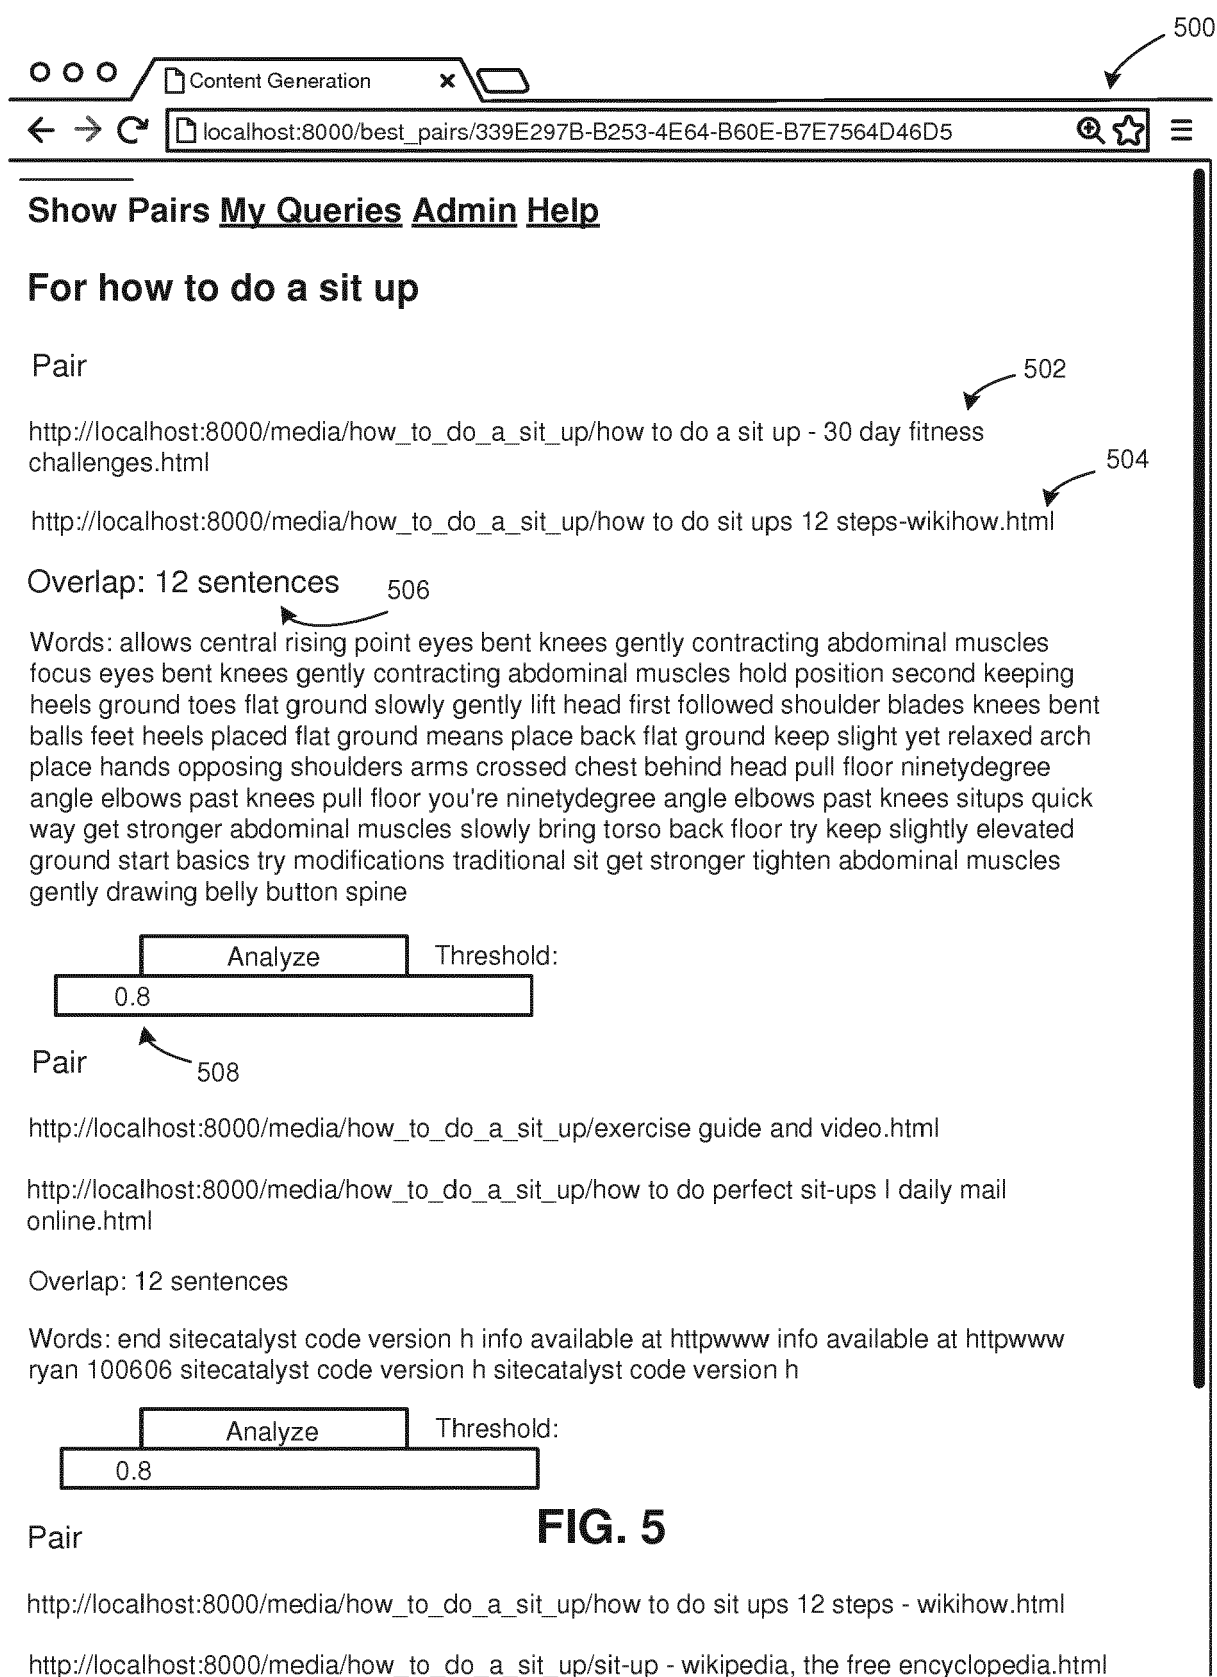 500
Content Generation
localhost:8000/best_pairs/339E297B-B253-4E64-B60E-B7E7564D46D5
Show Pairs My Queries Admin Help
For how to do a sit up
Pair
502
http://localhost:8000/media/how_to_do_a_sit_up/how to do a sit up - 30 day fitness
challenges.html
504
http://localhost:8000/media/how_to_do_a_sit_up/how to do sit ups 12 steps-wikihow.html
Overlap: 12 sentences
506
Words: allows central rising point eyes bent knees gently contracting abdominal muscles
focus eyes bent knees gently contracting abdominal muscles hold position second keeping
heels ground toes flat ground slowly gently lift head first followed shoulder blades knees bent
balls feet heels placed flat ground means place back flat ground keep slight yet relaxed arch
place hands opposing shoulders arms crossed chest behind head pull floor ninetydegree
angle elbows past knees pull floor you're ninetydegree angle elbows past knees situps quick
way get stronger abdominal muscles slowly bring torso back floor try keep slightly elevated
ground start basics try modifications traditional sit get stronger tighten abdominal muscles
gently drawing belly button spine
Analyze Threshold:
0.8
508
Pair
http://localhost:8000/media/how_to_do_a_sit_up/exercise guide and video.html
http://localhost:8000/media/how_to_do_a_sit_up/how to do perfect sit-ups l daily mail
online.html
Overlap: 12 sentences
Words: end sitecatalyst code version h info available at httpwww info available at httpwww
ryan 100606 sitecatalyst code version h sitecatalyst code version h
Analyze Threshold:
0.8
FIG. 5
Pair
http://localhost:8000/media/how_to_do_a_sit_up/how to do sit ups 12 steps - wikihow.html
http://localhost:8000/media/how_to_do_a_sit_up/sit-up - wikipedia, the free encyclopedia.html